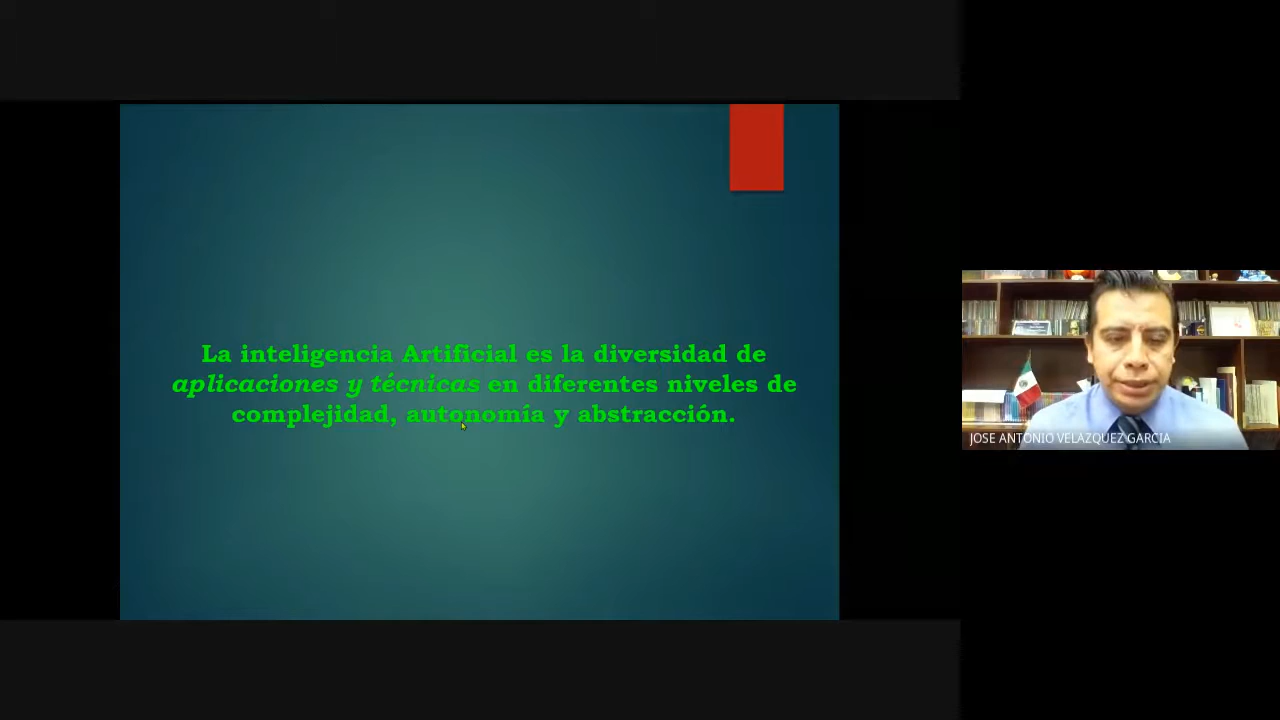 La inteligencia Artificial es la diversidad de
aplicaciones y técnicas en diferentes niveles de
complejidad, autonomía y abstracción.
JOSE ANTONIO VELAZQUEZ GARCIA